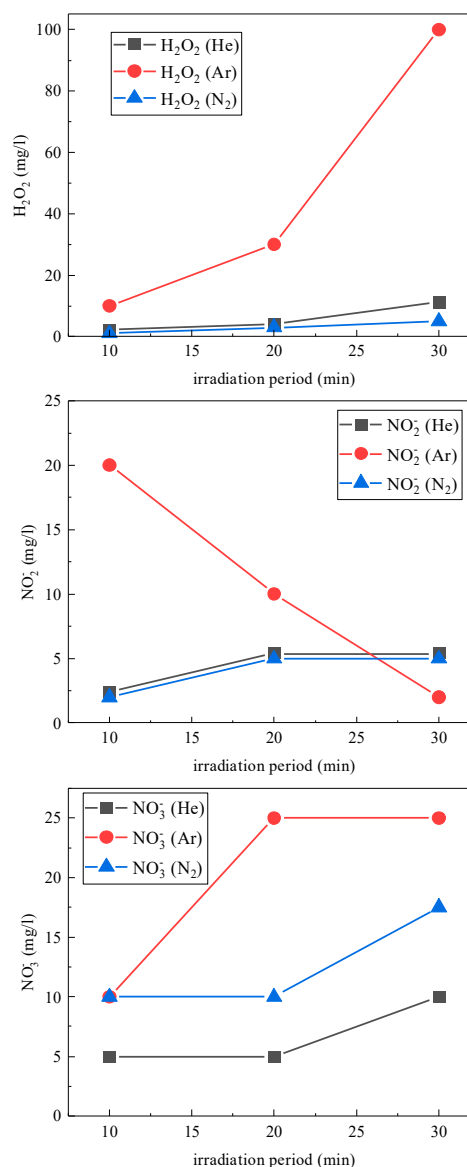 100
80
60
40
20
0
H₂O₂ (mg/l)
H₂O₂ (He)
H₂O₂ (Ar)
H₂O₂ (N₂)
10 15 20 25 30
irradiation period (min)
25
20
15
10
5
0
NO₂⁻ (mg/l)
NO₂⁻ (He)
NO₂⁻ (Ar)
NO₂⁻ (N₂)
10 15 20 25 30
irradiation period (min)
25
20
15
10
5
0
NO₃⁻ (mg/l)
NO₃⁻ (He)
NO₃⁻ (Ar)
NO₃⁻ (N₂)
10 15 20 25 30
irradiation period (min)